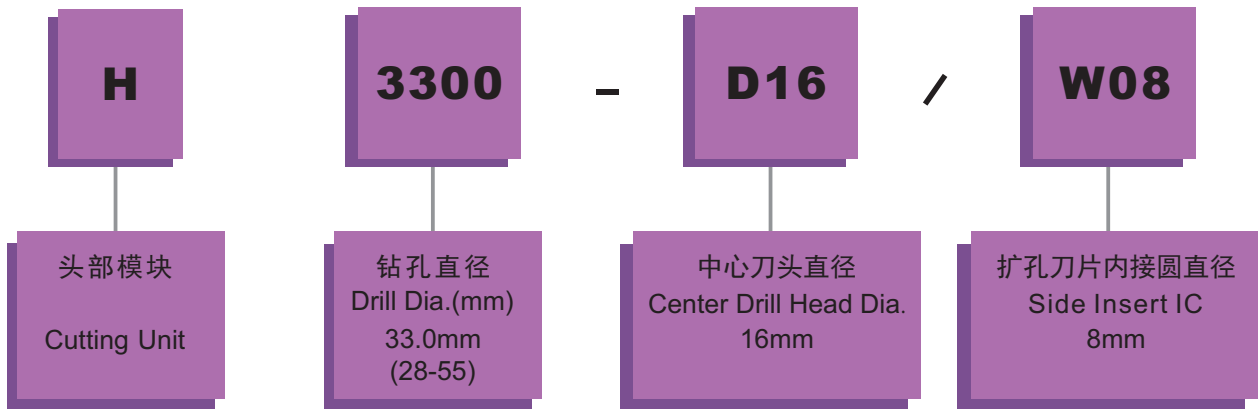 H 3300 - D16 / W08
头部模块
Cutting Unit
钻孔直径
Drill Dia.(mm)
33.0mm
(28-55)
中心刀头直径
Center Drill Head Dia.
16mm
扩孔刀片内接圆直径
Side Insert IC
8mm